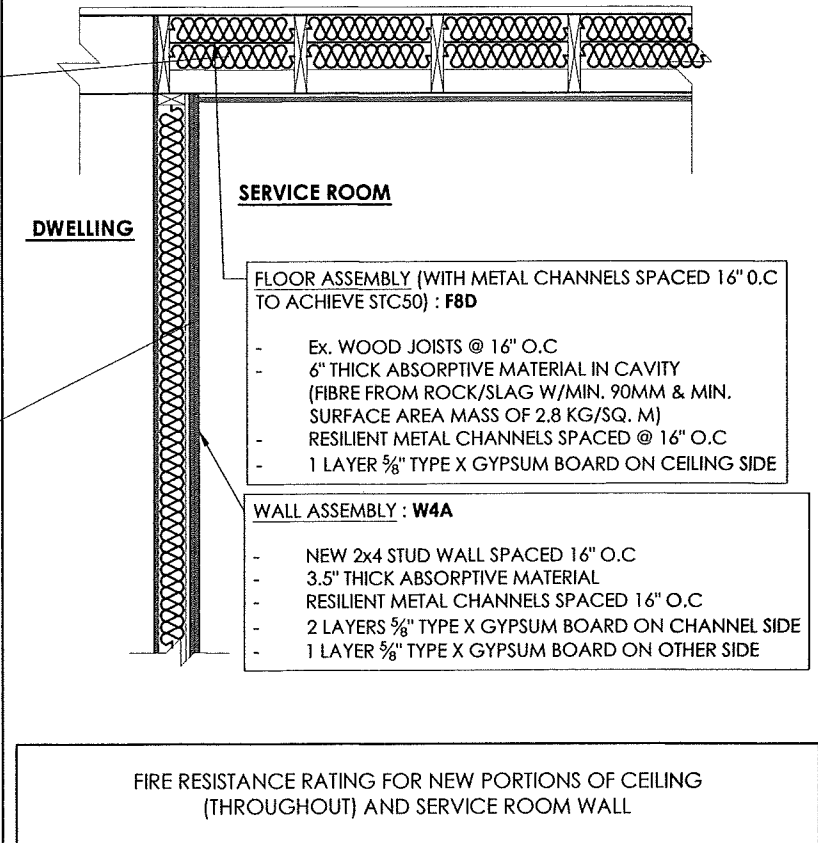 SERVICE ROOM
DWELLING
FLOOR ASSEMBLY (WITH METAL CHANNELS SPACED 16" 0.C
TO ACHIEVE STC50) : F8D
- Ex. WOOD JOISTS @ 16" O.C
- 6" THICK ABSORPTIVE MATERIAL IN CAVITY
(FIBRE FROM ROCK/SLAG W/MIN. 90MM & MIN.
SURFACE AREA MASS OF 2.8 KG/SQ. M)
- RESILIENT METAL CHANNELS SPACED @ 16" O.C
- 1 LAYER ⅝" TYPE X GYPSUM BOARD ON CEILING SIDE
WALL ASSEMBLY : W4A
- NEW 2x4 STUD WALL SPACED 16" O.C
- 3.5" THICK ABSORPTIVE MATERIAL
- RESILIENT METAL CHANNELS SPACED 16" O.C
- 2 LAYERS ⅝" TYPE X GYPSUM BOARD ON CHANNEL SIDE
- 1 LAYER ⅝" TYPE X GYPSUM BOARD ON OTHER SIDE
FIRE RESISTANCE RATING FOR NEW PORTIONS OF CEILING
(THROUGHOUT) AND SERVICE ROOM WALL